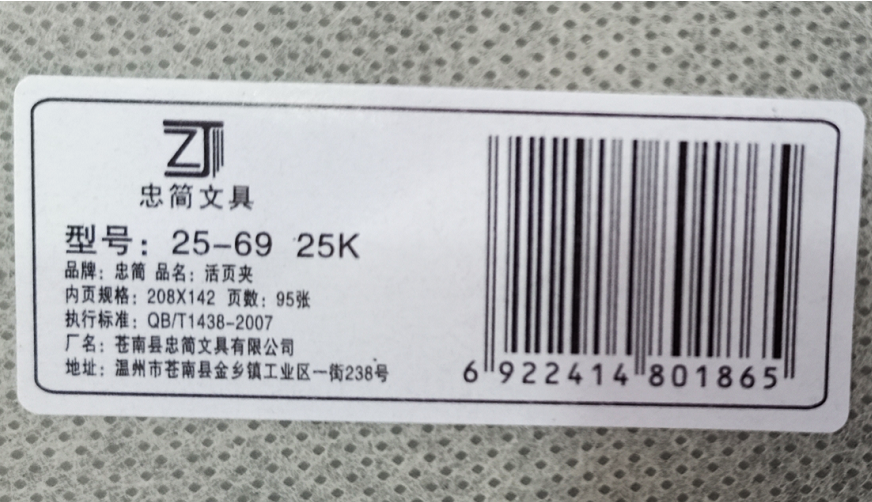 ZJ
忠简文具
型号：25-69 25K
品牌：忠简 品名：活页夹
内页规格：208X142 页数：95张
执行标准：QB/T1438-2007
厂名：苍南县忠简文具有限公司
地址：温州市苍南县金乡镇工业区一街238号
6 922414 801865